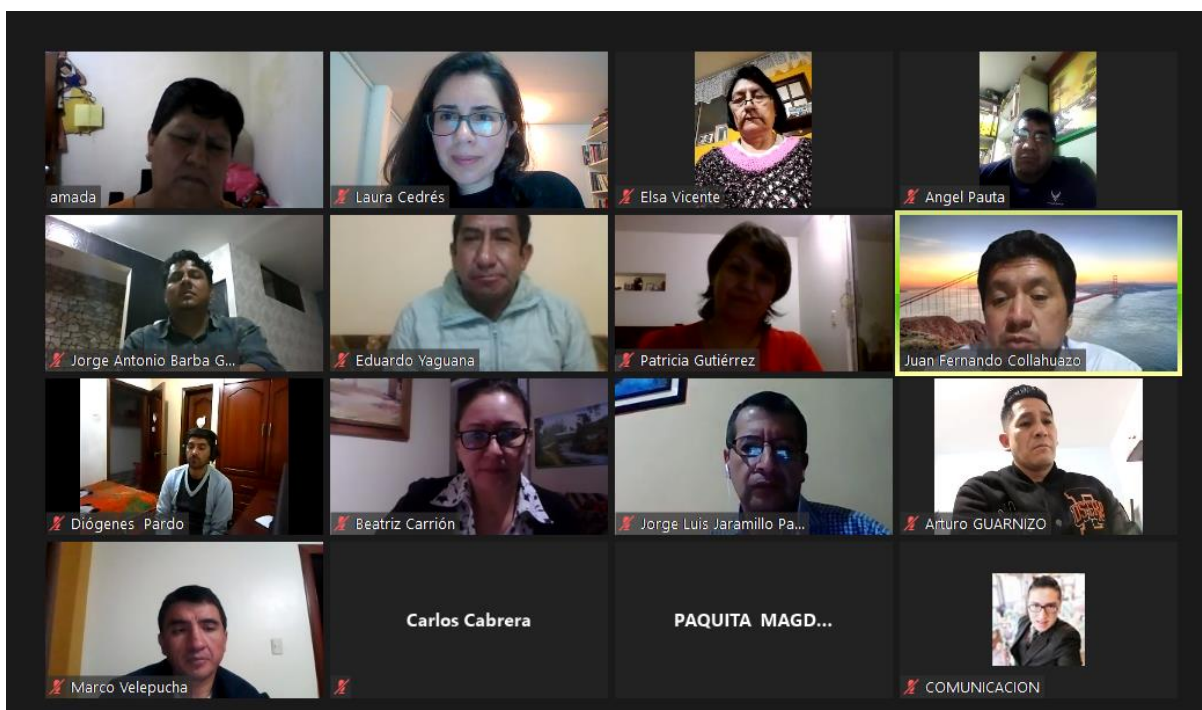 amada
Laura Cedrés
Elsa Vicente
Angel Pauta
Jorge Antonio Barba G...
Eduardo Yaguana
Patricia Gutiérrez
Juan Fernando Collahuazo
Diógenes Pardo
Beatriz Carrión
Jorge Luis Jaramillo Pa...
Arturo GUARNIZO
Marco Velepucha
Carlos Cabrera
PAQUITA MAGD...
COMUNICACION